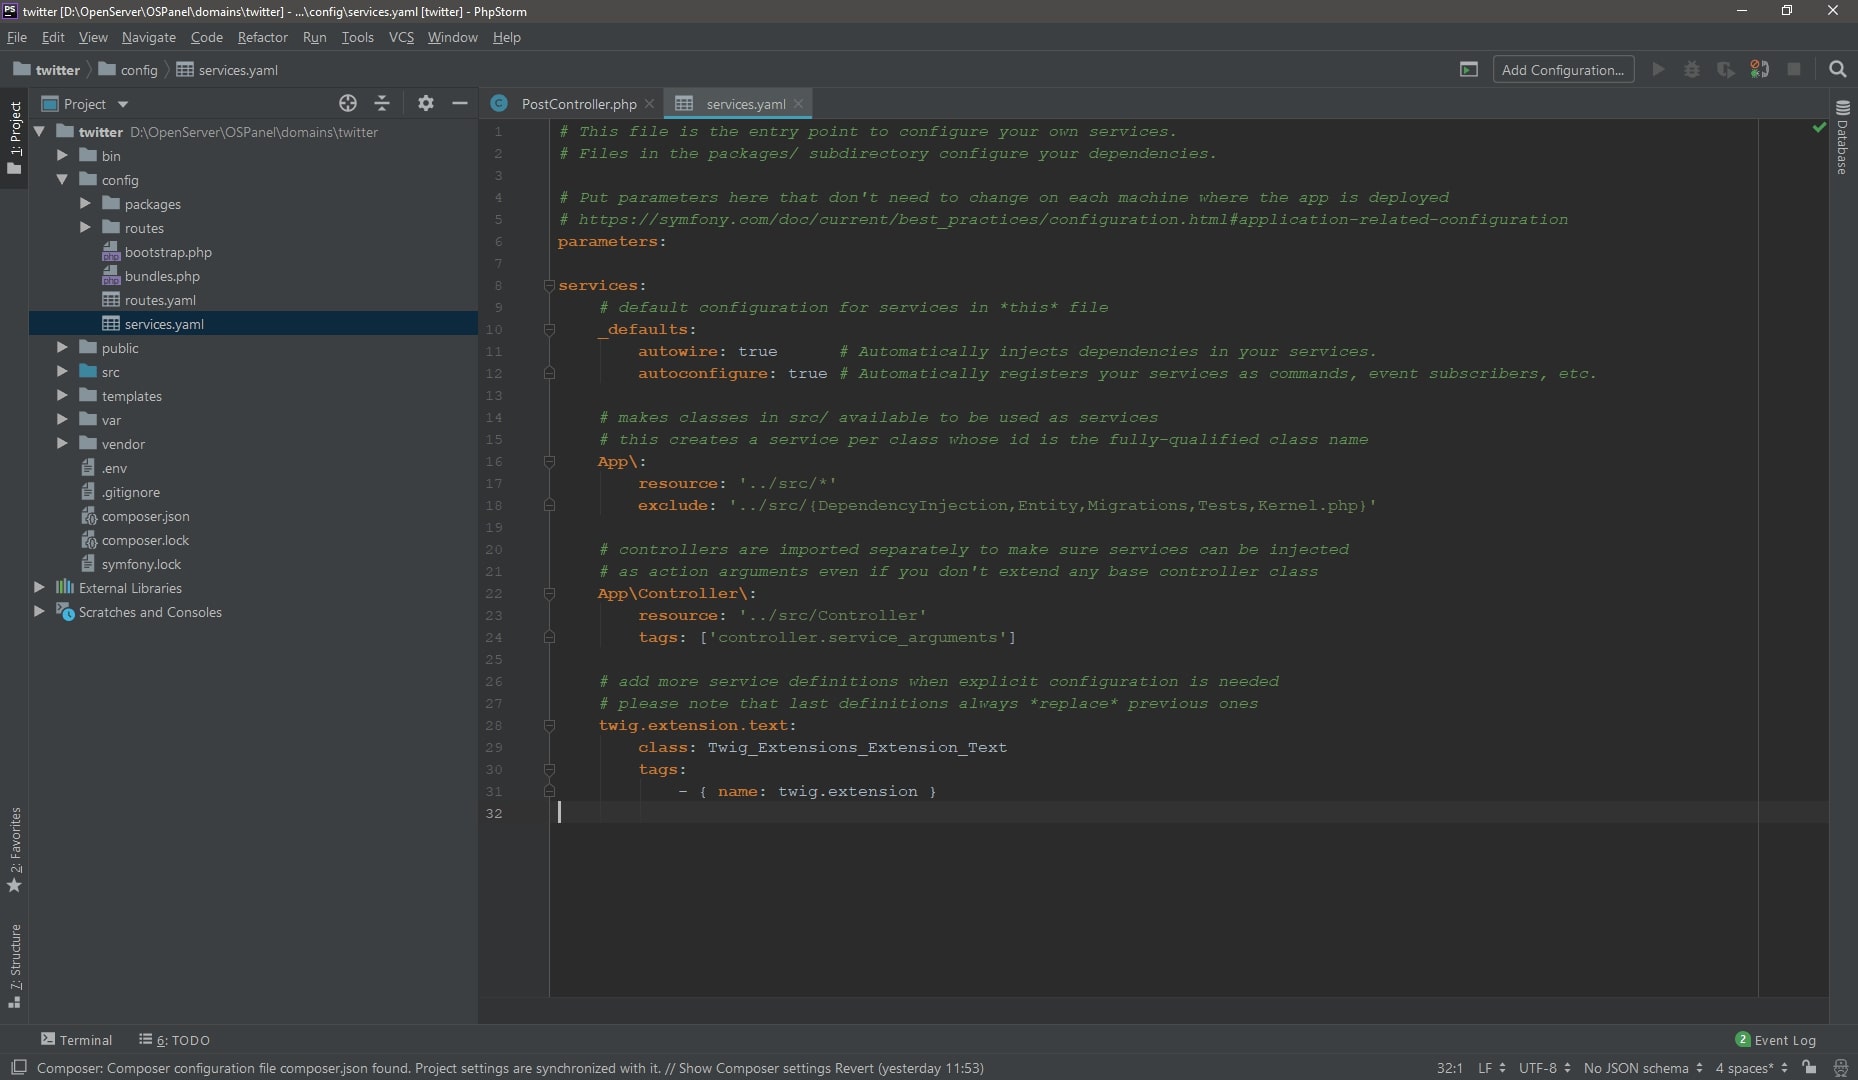 twitter [D:\OpenServer\OSPanel\domains\twitter] - ...\config\services.yaml [twitter] - PhpStorm
File Edit View Navigate Code Refactor Run Tools VCS Window Help
twitter config services.yaml
Add Configuration...
Project
PostController.php
services.yaml
1: Project
Database
twitter D:\OpenServer\OSPanel\domains\twitter
bin
config
packages
routes
bootstrap.php
bundles.php
routes.yaml
services.yaml
public
src
templates
var
vendor
.env
.gitignore
composer.json
composer.lock
symfony.lock
External Libraries
Scratches and Consoles
2: Favorites
7: Structure
1 # This file is the entry point to configure your own services.
2 # Files in the packages/ subdirectory configure your dependencies.
3
4 # Put parameters here that don't need to change on each machine where the app is deployed
5 # https://symfony.com/doc/current/best_practices/configuration.html#application-related-configuration
6 parameters:
7
8 services:
9     # default configuration for services in *this* file
10     _defaults:
11         autowire: true      # Automatically injects dependencies in your services.
12         autoconfigure: true # Automatically registers your services as commands, event subscribers, etc.
13
14     # makes classes in src/ available to be used as services
15     # this creates a service per class whose id is the fully-qualified class name
16     App\:
17         resource: '../src/*'
18         exclude: '../src/{DependencyInjection,Entity,Migrations,Tests,Kernel.php}'
19
20     # controllers are imported separately to make sure services can be injected
21     # as action arguments even if you don't extend any base controller class
22     App\Controller\:
23         resource: '../src/Controller'
24         tags: ['controller.service_arguments']
25
26     # add more service definitions when explicit configuration is needed
27     # please note that last definitions always *replace* previous ones
28     twig.extension.text:
29         class: Twig_Extensions_Extension_Text
30         tags:
31             - { name: twig.extension }
32
Terminal
6: TODO
2 Event Log
Composer: Composer configuration file composer.json found. Project settings are synchronized with it. // Show Composer settings Revert (yesterday 11:53)
32:1 LF UTF-8 No JSON schema 4 spaces*